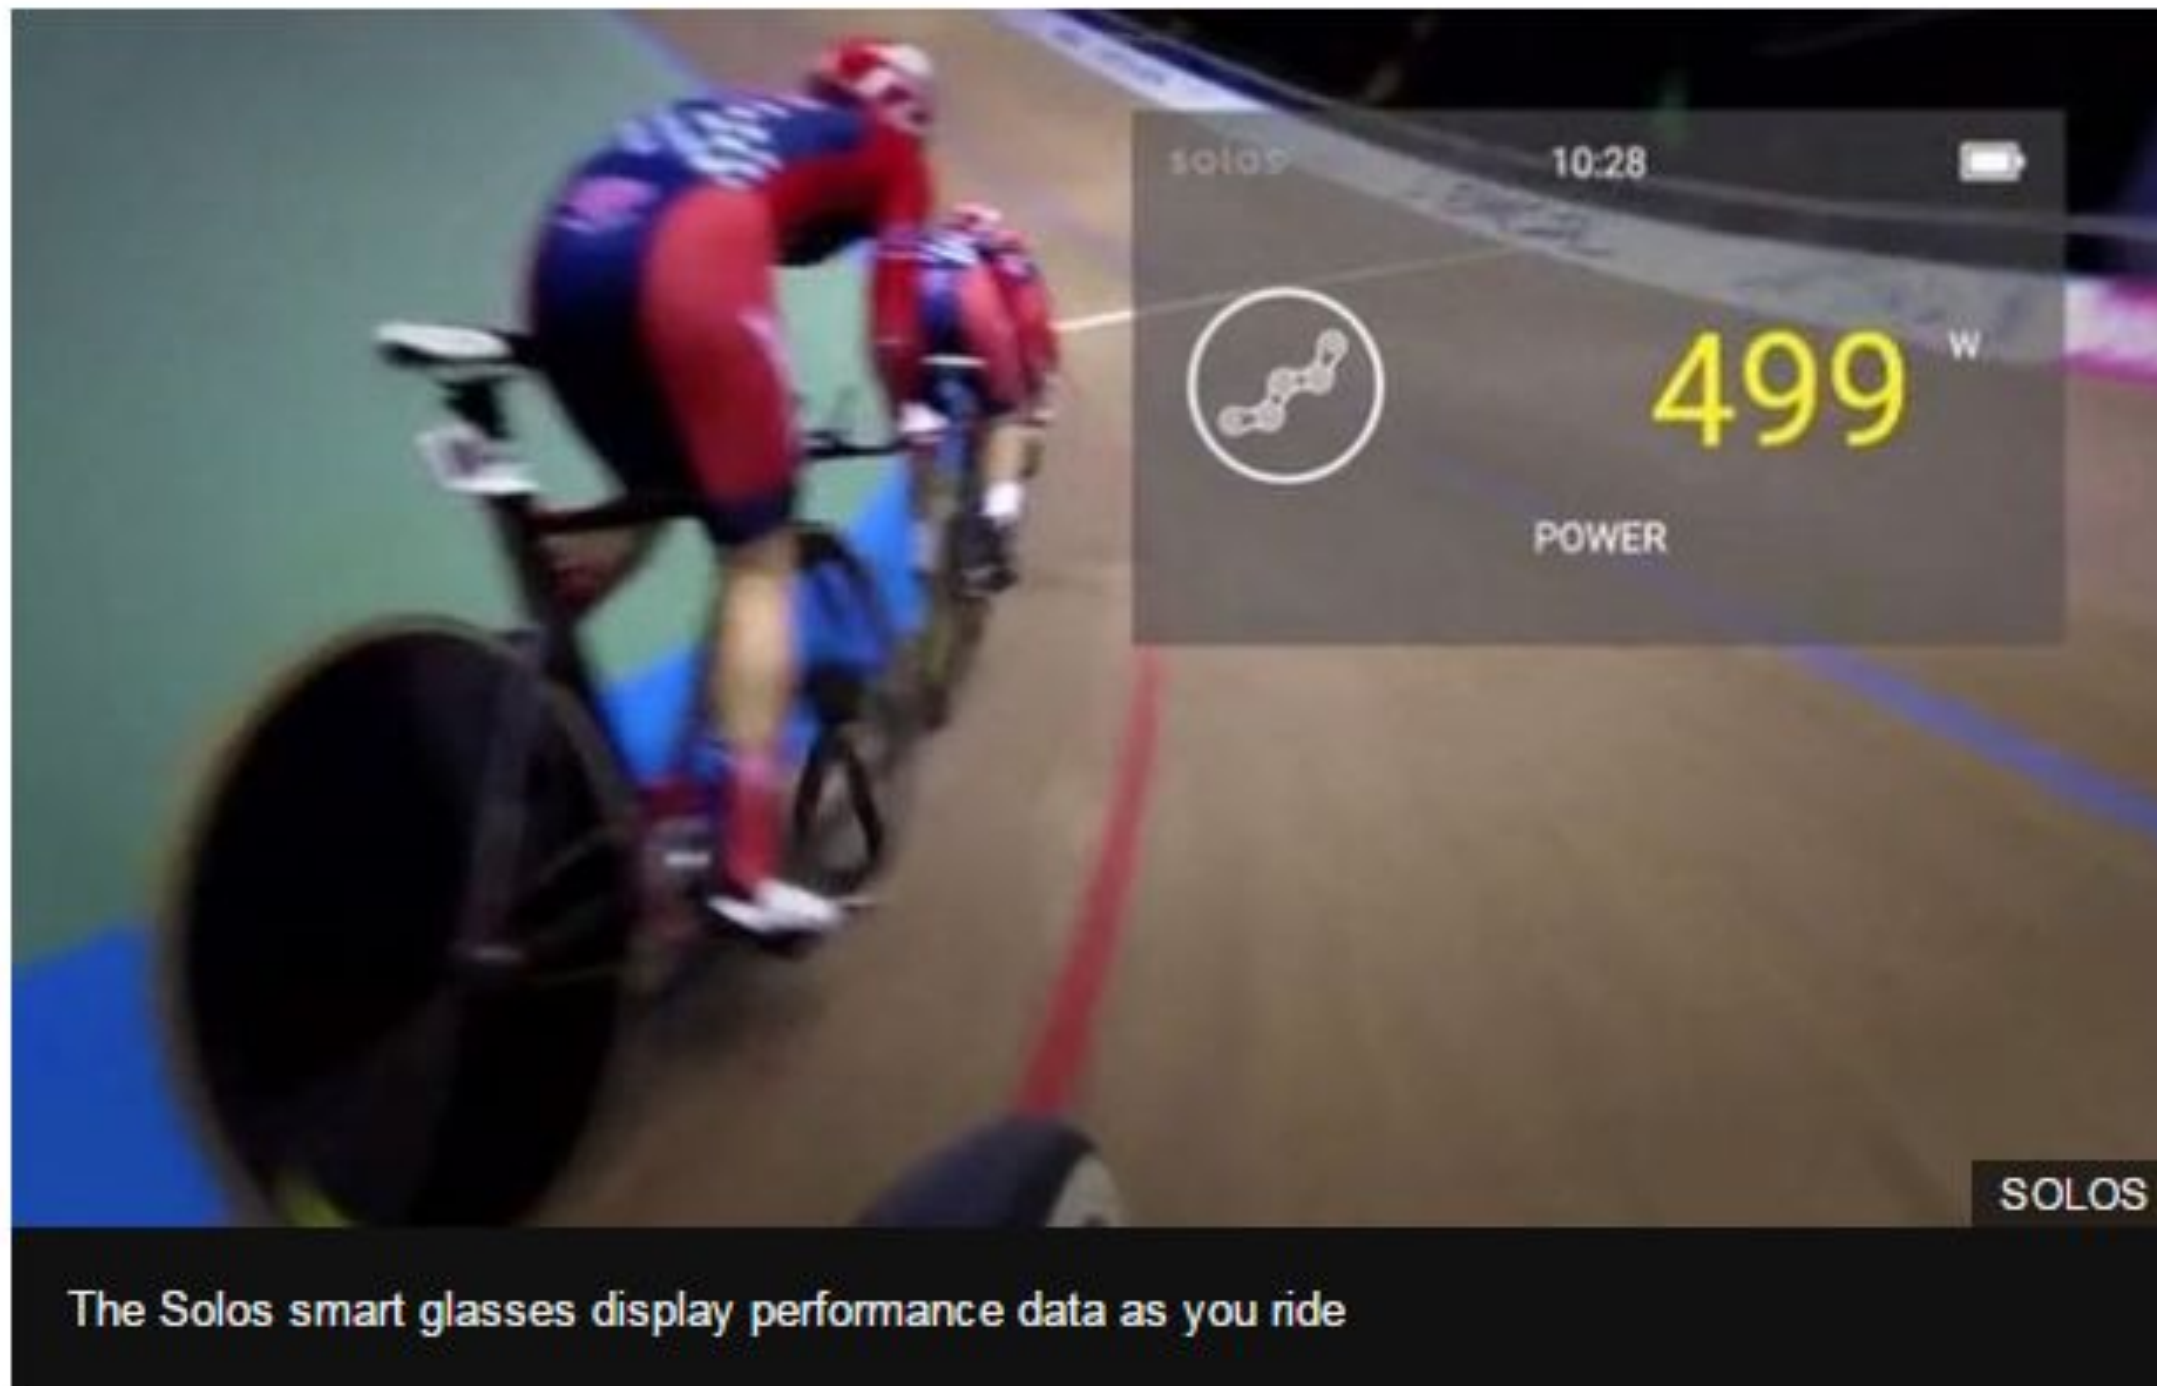 solos 10:28
499 W
POWER
SOLOS
The Solos smart glasses display performance data as you ride